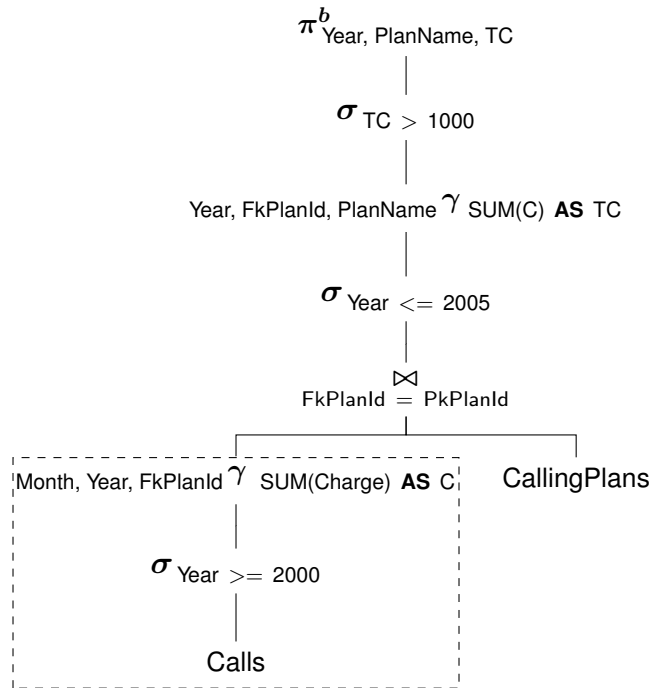 πᵇ Year, PlanName, TC
σ TC > 1000
Year, FkPlanId, PlanName γ SUM(C) AS TC
σ Year <= 2005
⋈
FkPlanId = PkPlanId
Month, Year, FkPlanId γ SUM(Charge) AS C
CallingPlans
σ Year >= 2000
Calls